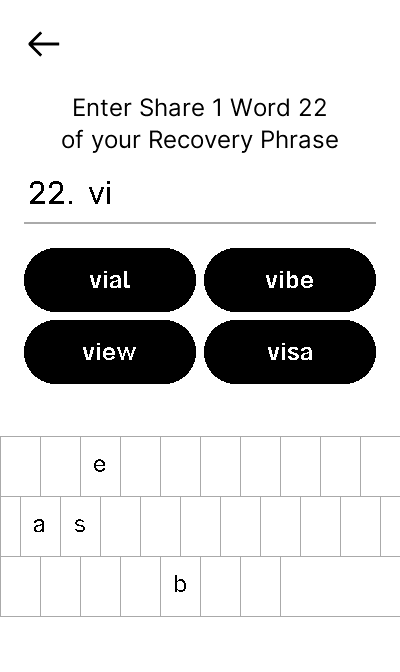 Enter Share 1 Word 22
of your Recovery Phrase
22. vi
vial vibe
view visa
e
a s
b